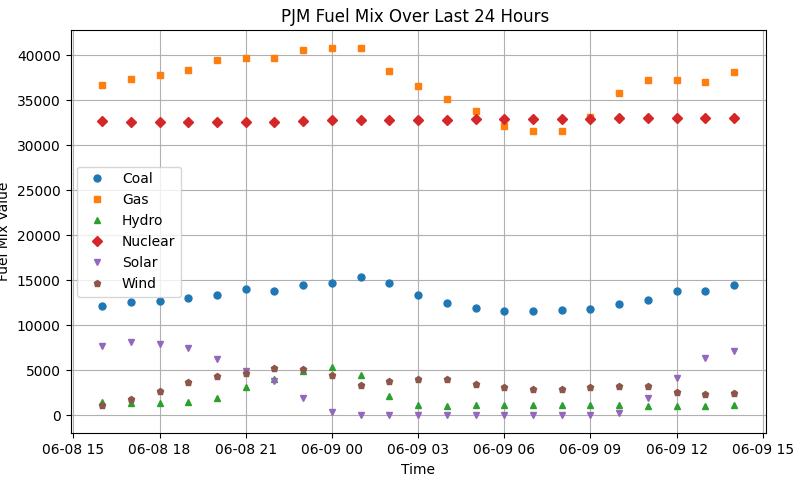 PJM Fuel Mix Over Last 24 Hours
40000
35000
30000
25000
20000
15000
10000
5000
0
Fuel Mix Value
Coal
Gas
Hydro
Nuclear
Solar
Wind
06-08 15 06-08 18 06-08 21 06-09 00 06-09 03 06-09 06 06-09 09 06-09 12 06-09 15
Time